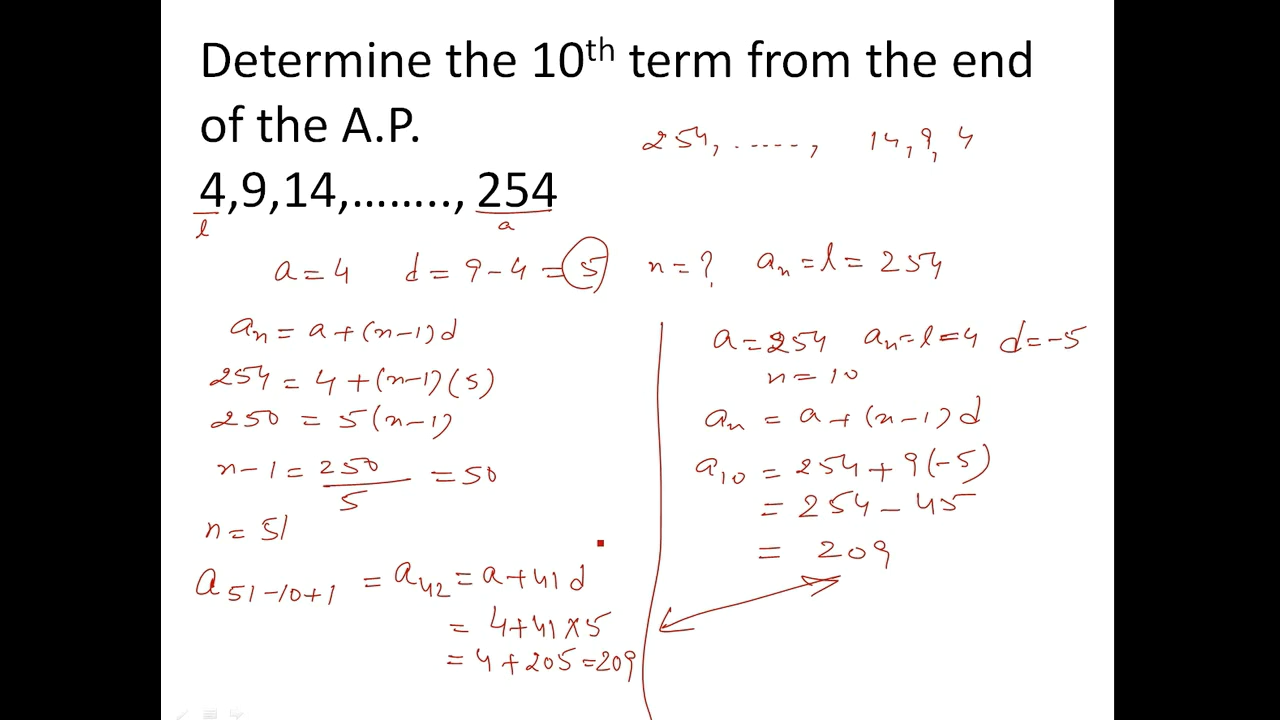 Determine the 10th term from the end
of the A.P.
254, ....., 14, 9, 4
4,9,14,........, 254
l a
a = 4 d = 9 - 4 = 5 n = ? an = l = 254
an = a + (n-1) d
254 = 4 + (n-1) (5)
250 = 5 (n-1)
n-1 = 250/5 = 50
n = 51
a51-10+1 = a42 = a + 41 d
= 4 + 41 × 5
= 4 + 205 = 209
a = 254 an = l = 4 d = -5
n = 10
an = a + (n-1) d
a10 = 254 + 9 (-5)
= 254 - 45
= 209